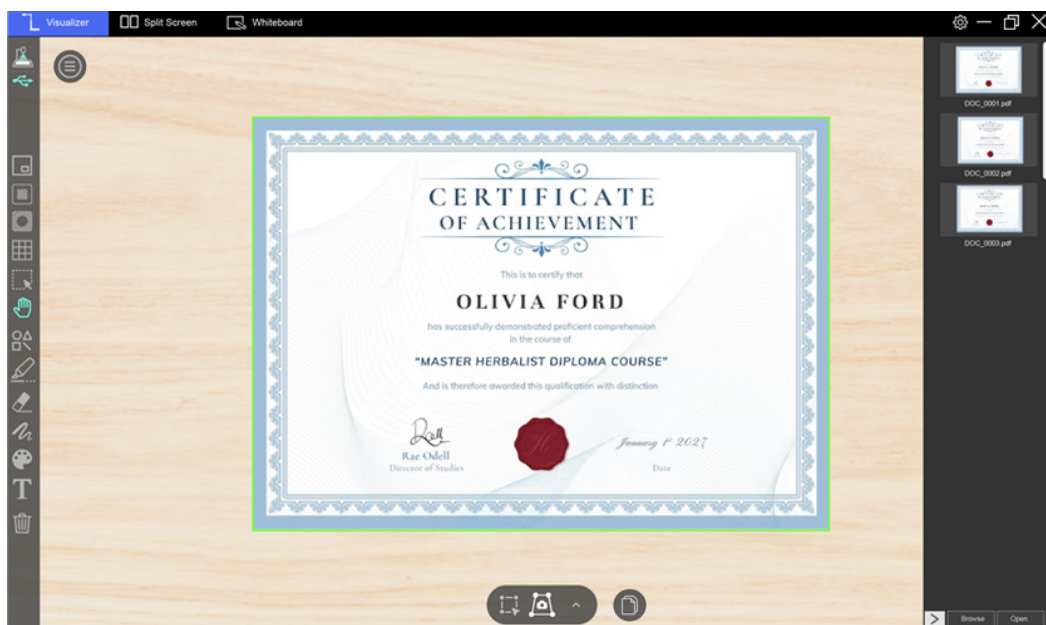 Visualizer
Split Screen
Whiteboard
CERTIFICATE
OF ACHIEVEMENT
This is to certify that
OLIVIA FORD
has successfully demonstrated proficient comprehension
In the course of
"MASTER HERBALIST DIPLOMA COURSE"
And is therefore awarded this qualification with distinction
Rae Odell
Director of Studies
January 1st 2027
Date
DOC_0001.pdf
DOC_0002.pdf
DOC_0003.pdf
Browse
Open